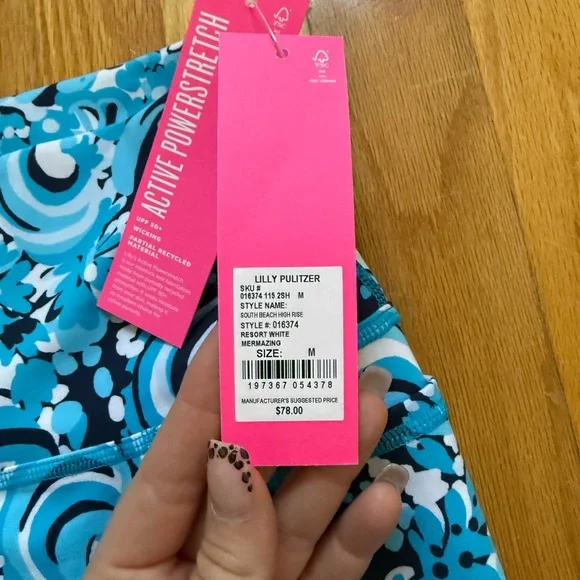 ACTIVE POWERSTRETCH
UPF 50+
WICKING
PARTIAL RECYCLED
MATERIAL
FSC
LILLY PULITZER
SKU #
016374 115 2SH M
STYLE NAME:
SOUTH BEACH HIGH RISE
STYLE #: 016374
RESORT WHITE
MERMAZING
SIZE: M
197367 054378
MANUFACTURER'S SUGGESTED PRICE
$78.00